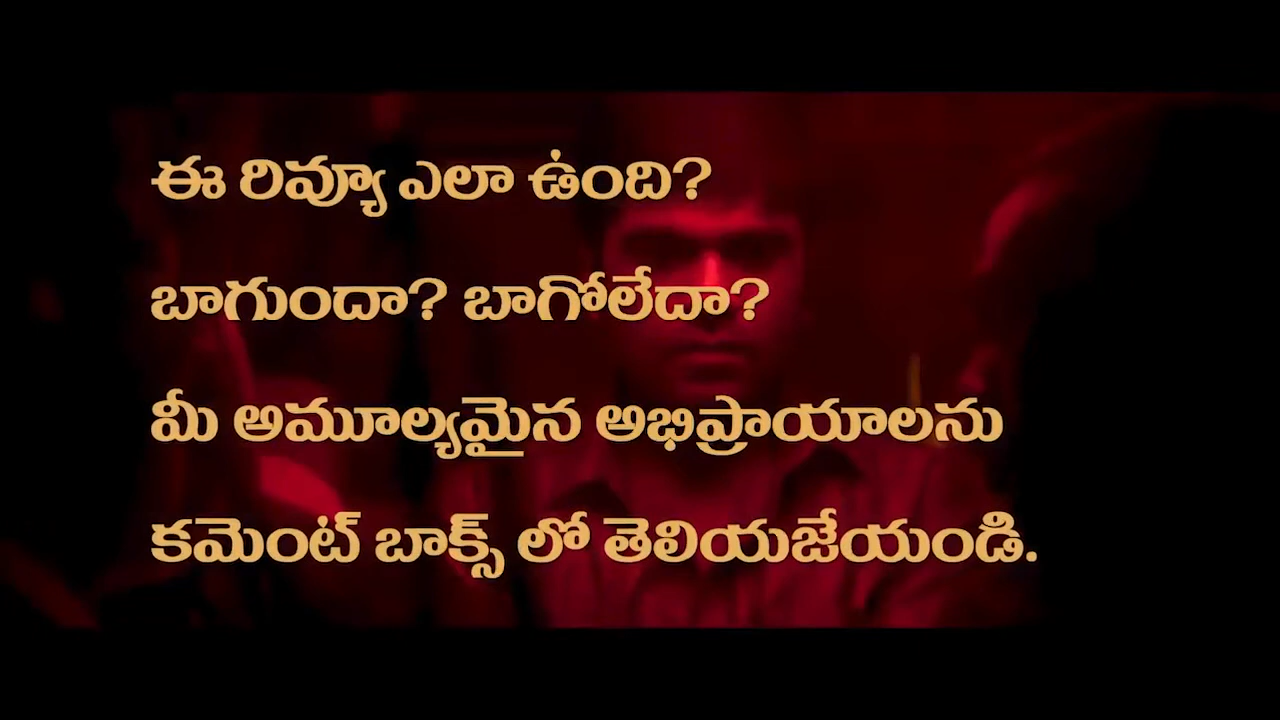 ఈ రివ్యూ ఎలా ఉంది?
బాగుందా? బాగోలేదా?
మీ అమూల్యమైన అభిప్రాయాలను
కమెంట్ బాక్స్ లో తెలియజేయండి.